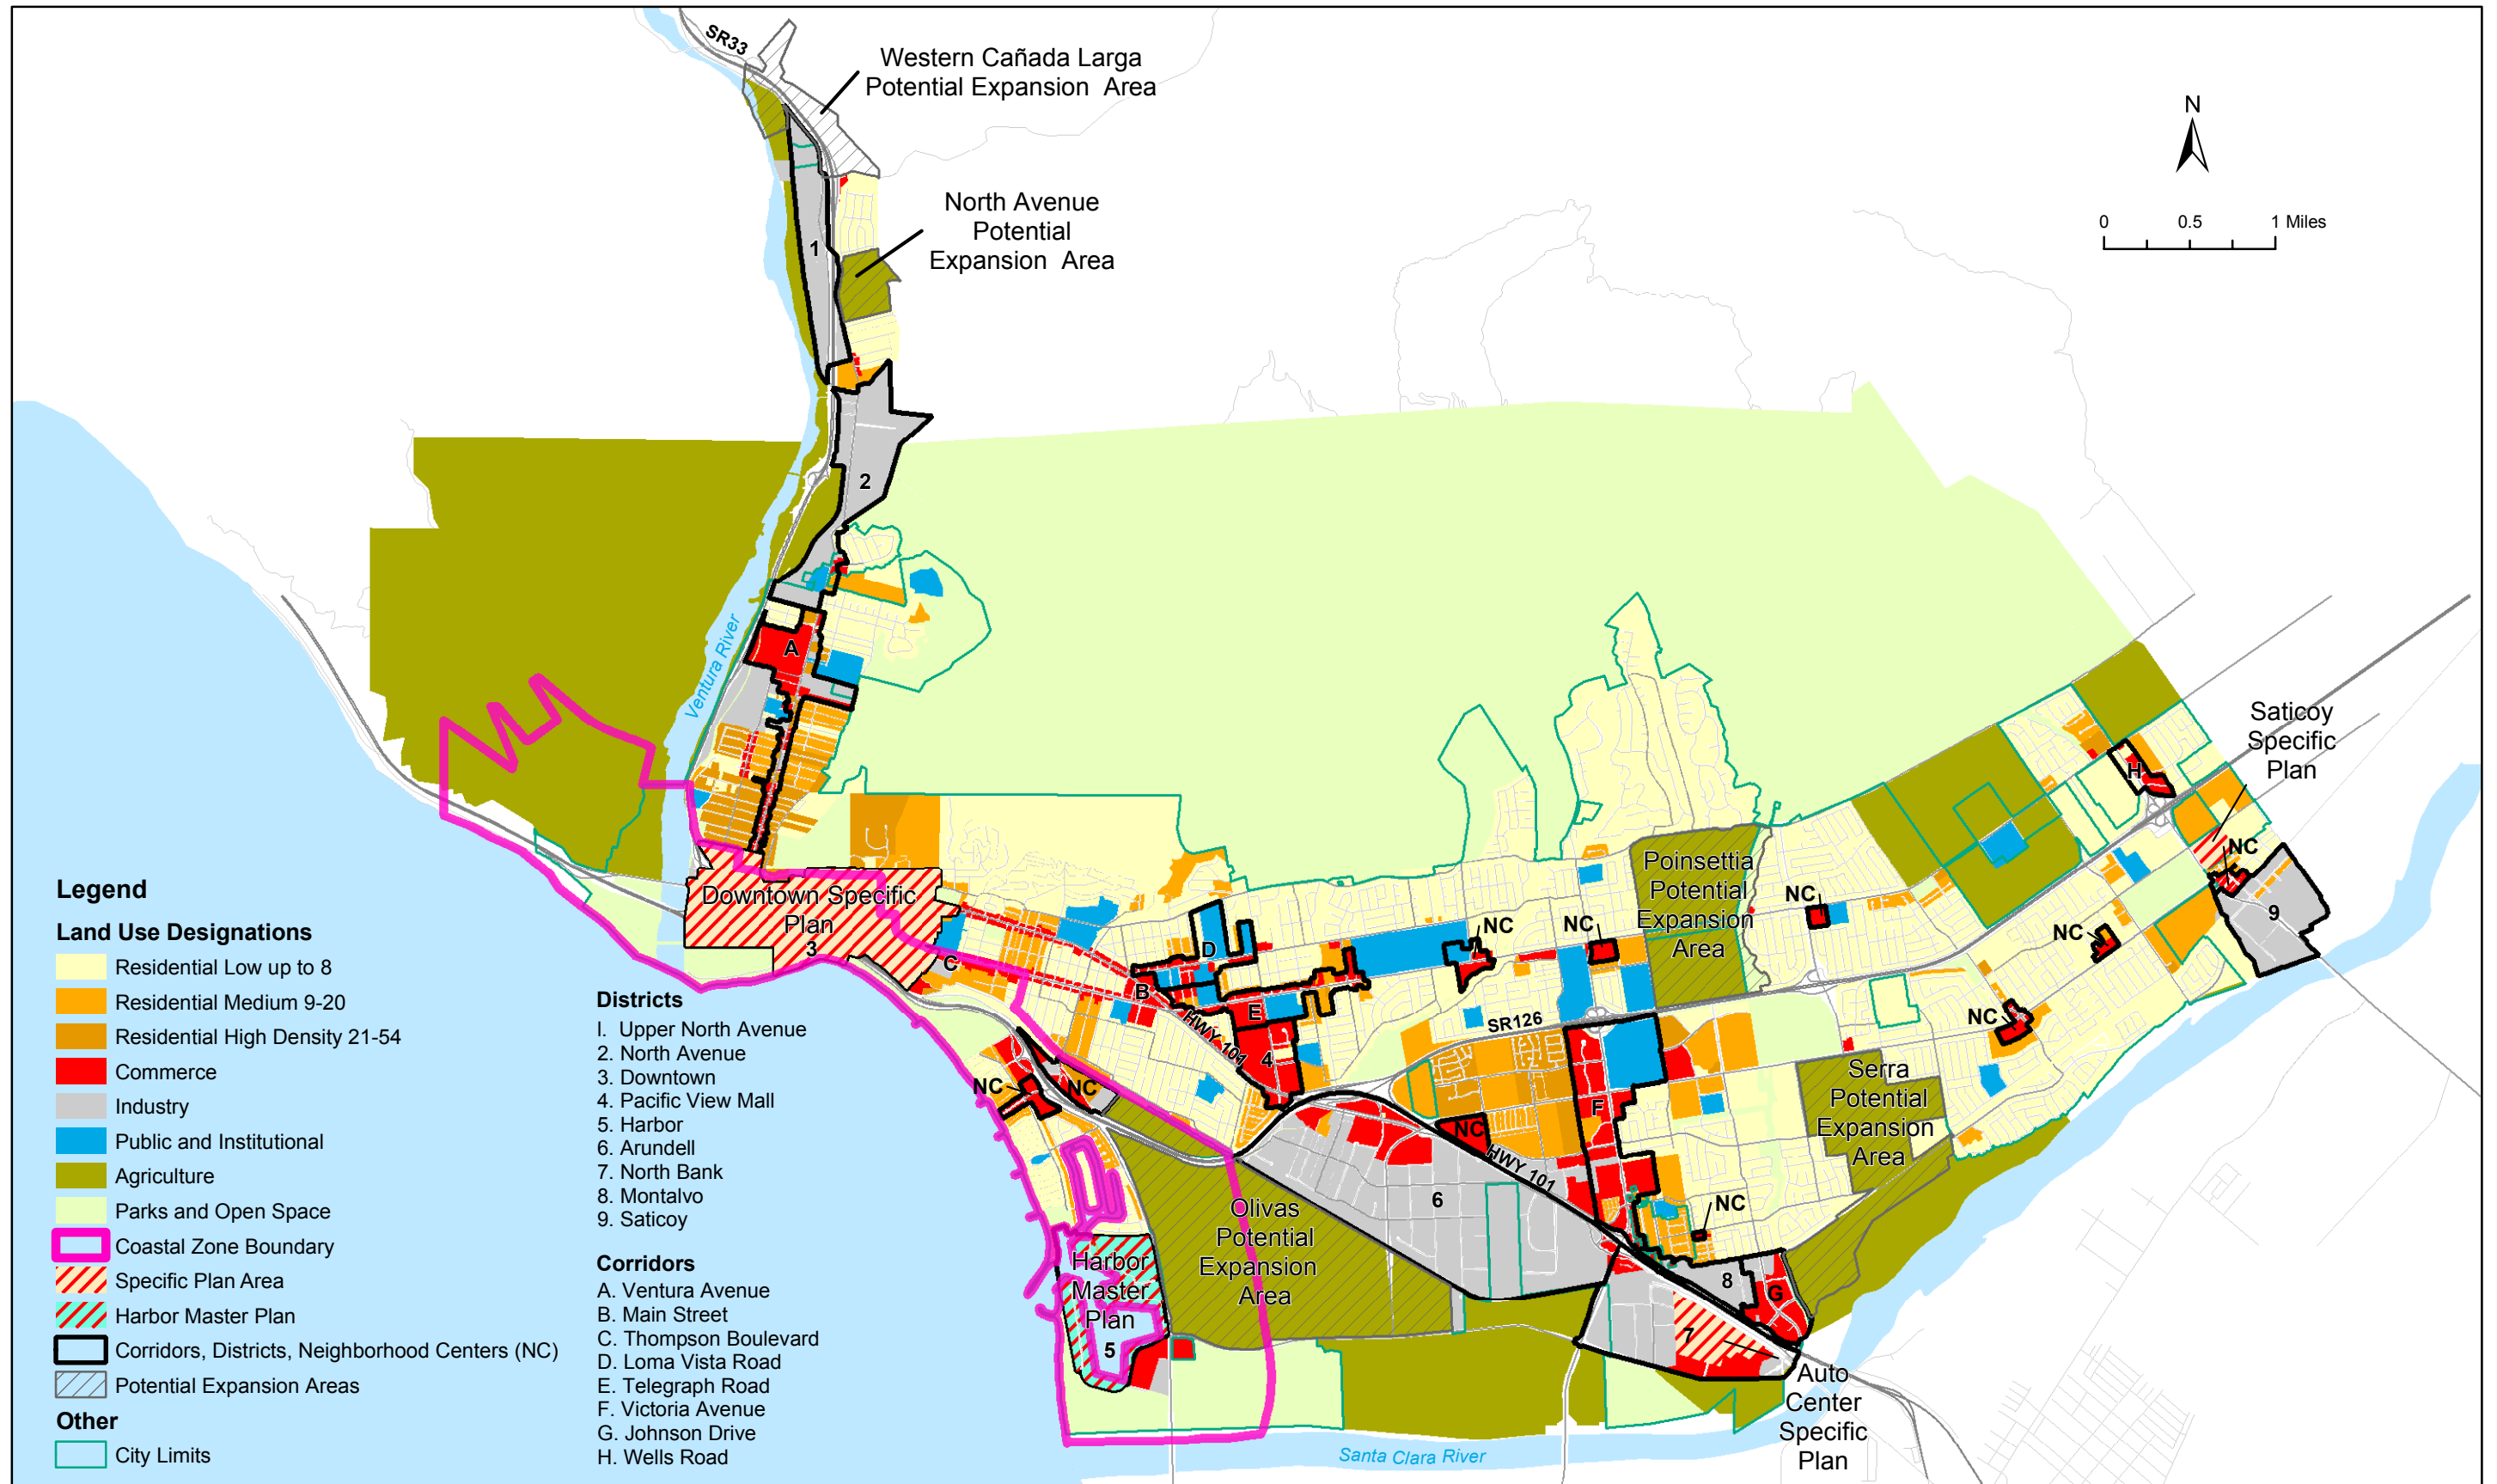 SR33
Western Cañada Larga
Potential Expansion Area
North Avenue
Potential
Expansion Area
N
0 0.5 1 Miles
1
2
A
Ventura River
Saticoy
Specific
Plan
H
NC
9
Poinsettia
Potential
Expansion
Area
NC
NC
NC
NC
NC
Downtown Specific
Plan
3
C
D
B
E
HWY 101
4
SR126
F
Serra
Potential
Expansion
Area
NC
NC
NC
HWY 101
6
NC
Olivas
Potential
Expansion
Area
Harbor
Master
Plan
5
8
G
7
Auto
Center
Specific
Plan
Santa Clara River
Legend
Land Use Designations
Residential Low up to 8
Residential Medium 9-20
Residential High Density 21-54
Commerce
Industry
Public and Institutional
Agriculture
Parks and Open Space
Coastal Zone Boundary
Specific Plan Area
Harbor Master Plan
Corridors, Districts, Neighborhood Centers (NC)
Potential Expansion Areas
Other
City Limits
Districts
I. Upper North Avenue
2. North Avenue
3. Downtown
4. Pacific View Mall
5. Harbor
6. Arundell
7. North Bank
8. Montalvo
9. Saticoy
Corridors
A. Ventura Avenue
B. Main Street
C. Thompson Boulevard
D. Loma Vista Road
E. Telegraph Road
F. Victoria Avenue
G. Johnson Drive
H. Wells Road